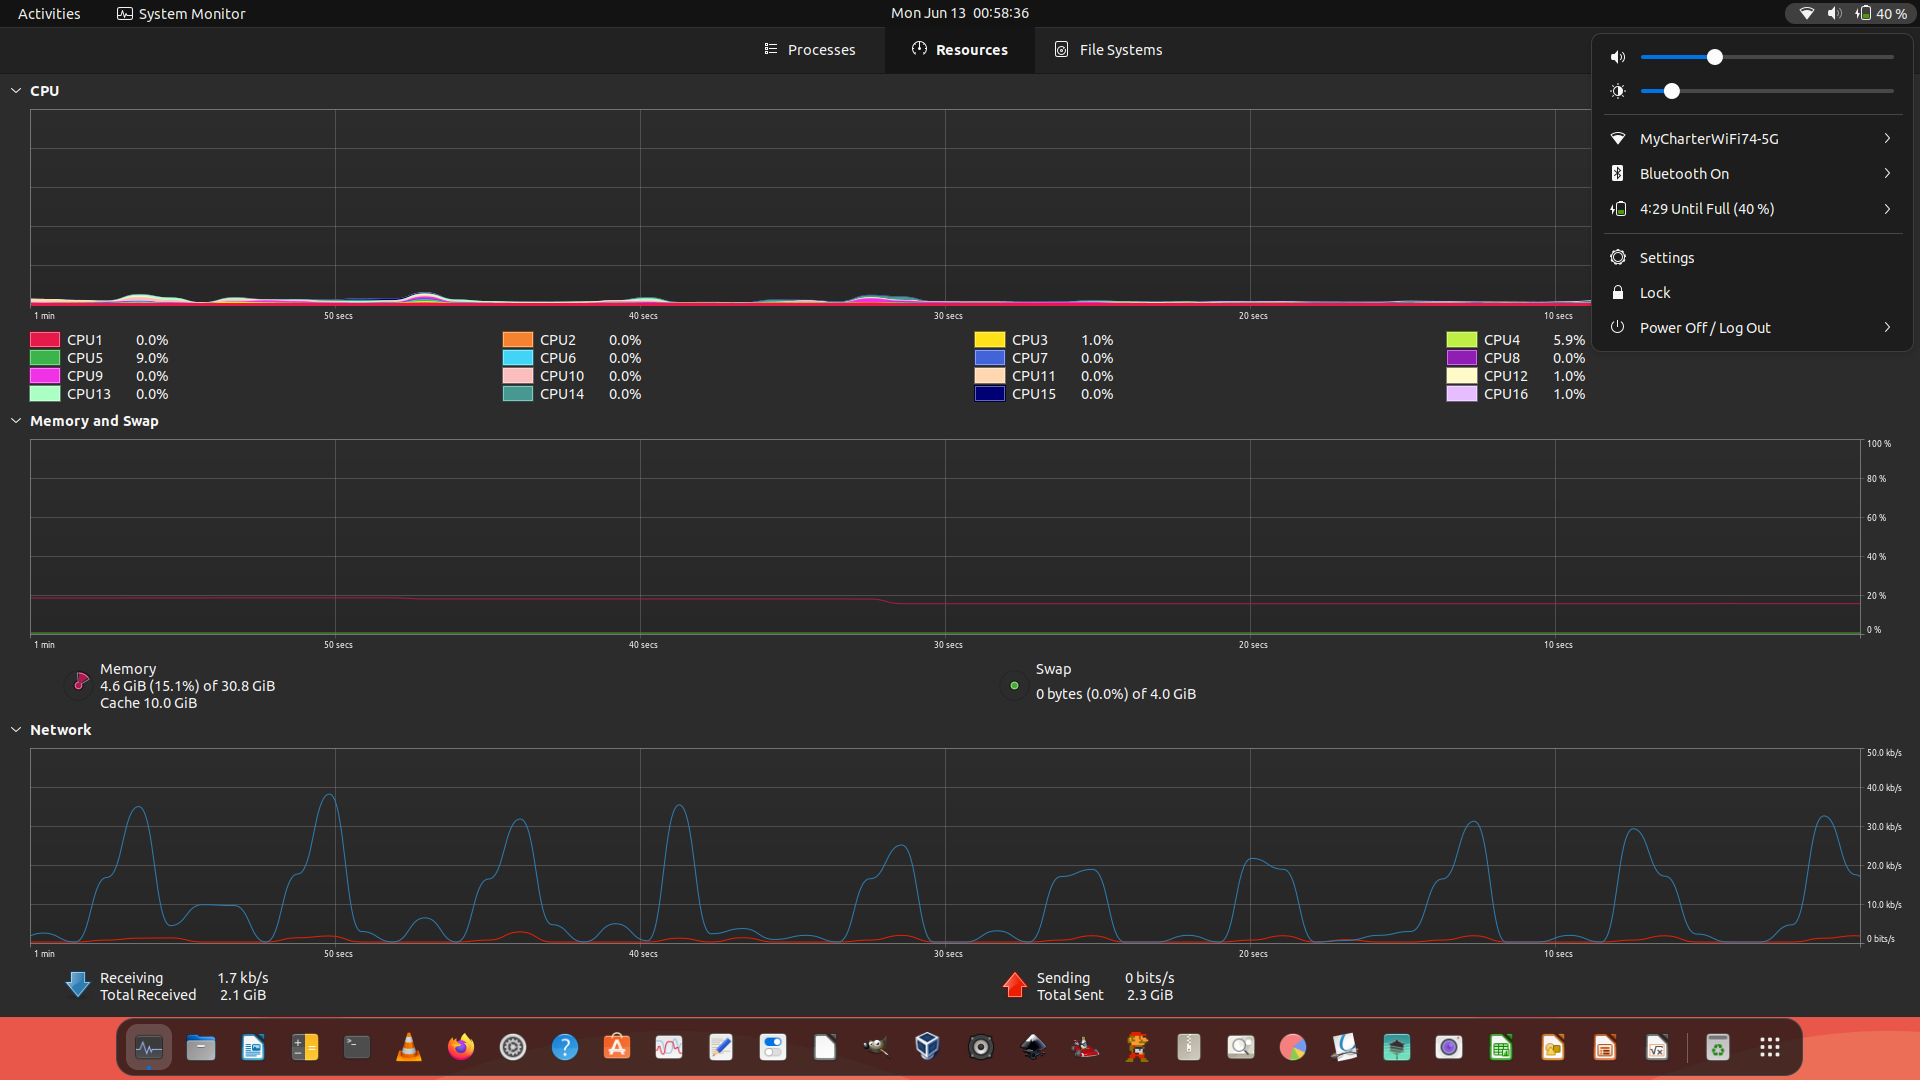 Activities
System Monitor
Mon Jun 13 00:58:36
40 %
Processes
Resources
File Systems
MyCharterWiFi74-5G
Bluetooth On
4:29 Until Full (40 %)
Settings
Lock
Power Off / Log Out
CPU
1 min 50 secs 40 secs 30 secs 20 secs 10 secs
CPU1 0.0% CPU2 0.0% CPU3 1.0% CPU4 5.9%
CPU5 9.0% CPU6 0.0% CPU7 0.0% CPU8 0.0%
CPU9 0.0% CPU10 0.0% CPU11 0.0% CPU12 1.0%
CPU13 0.0% CPU14 0.0% CPU15 0.0% CPU16 1.0%
Memory and Swap
100 %
80 %
60 %
40 %
20 %
0 %
1 min 50 secs 40 secs 30 secs 20 secs 10 secs
Memory
4.6 GiB (15.1%) of 30.8 GiB
Cache 10.0 GiB
Swap
0 bytes (0.0%) of 4.0 GiB
Network
50.0 kb/s
40.0 kb/s
30.0 kb/s
20.0 kb/s
10.0 kb/s
0 bits/s
1 min 50 secs 40 secs 30 secs 20 secs 10 secs
Receiving 1.7 kb/s
Total Received 2.1 GiB
Sending 0 bits/s
Total Sent 2.3 GiB